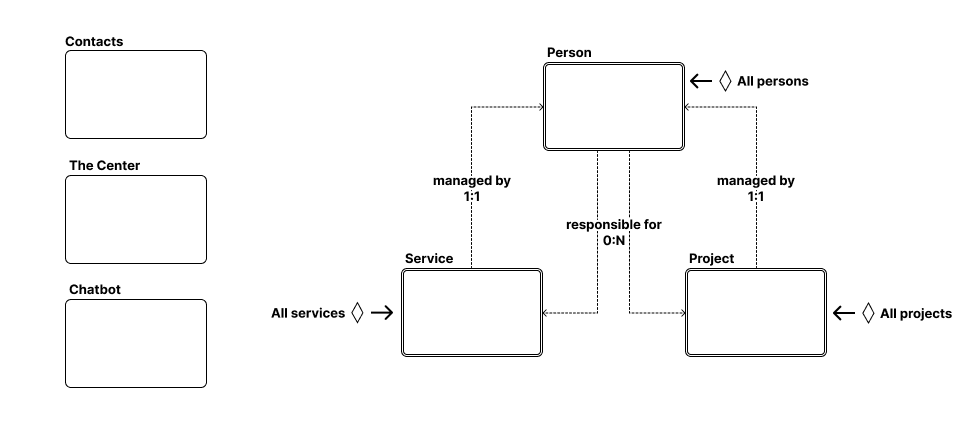 Contacts
The Center
Chatbot
Person
All persons
managed by
1:1
managed by
1:1
responsible for
0:N
Service
Project
All services
All projects